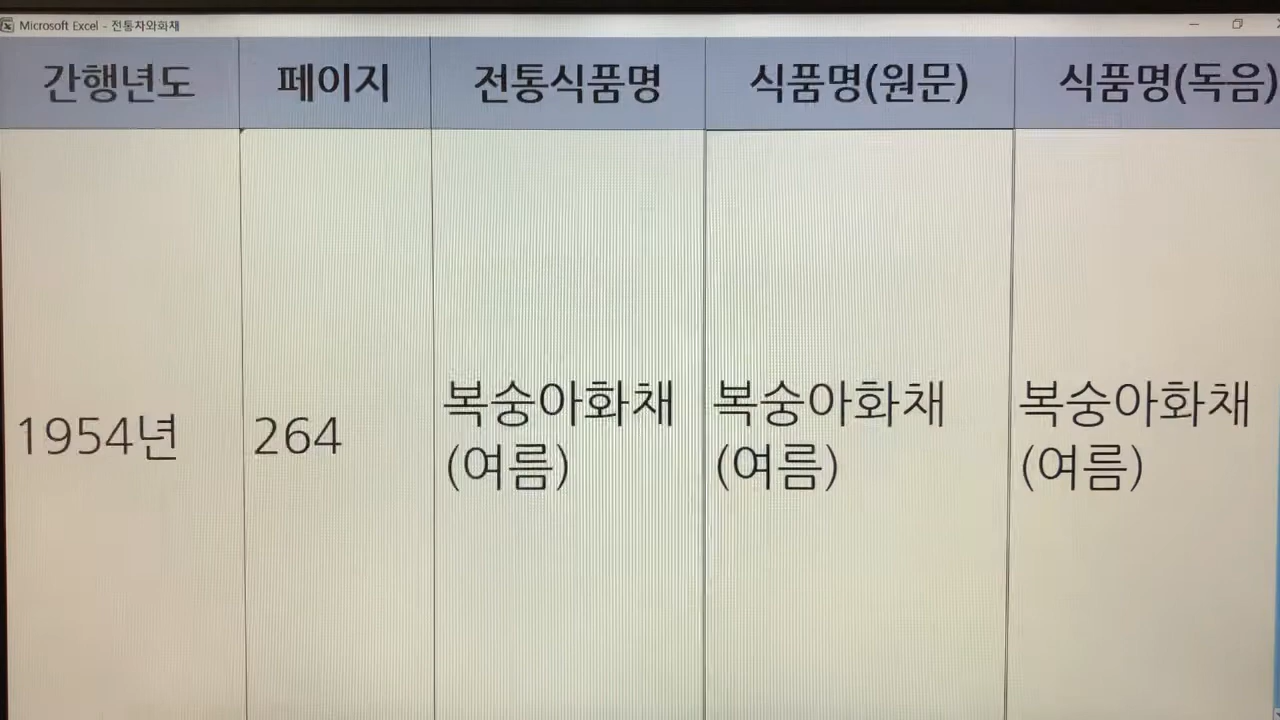 Microsoft Excel - 전통차와화채
간행년도 페이지 전통식품명 식품명(원문) 식품명(독음)
1954년 264 복숭아화채 (여름) 복숭아화채 (여름) 복숭아화채 (여름)